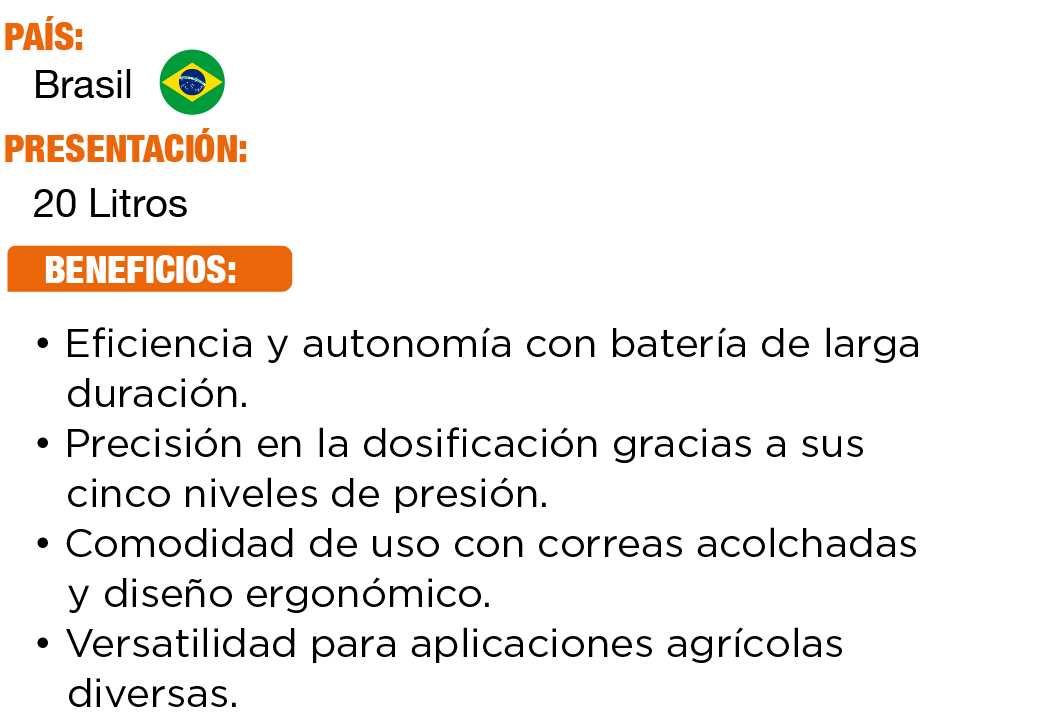 PAÍS:
Brasil
PRESENTACIÓN:
20 Litros
BENEFICIOS:
• Eficiencia y autonomía con batería de larga
duración.
• Precisión en la dosificación gracias a sus
cinco niveles de presión.
• Comodidad de uso con correas acolchadas
y diseño ergonómico.
• Versatilidad para aplicaciones agrícolas
diversas.